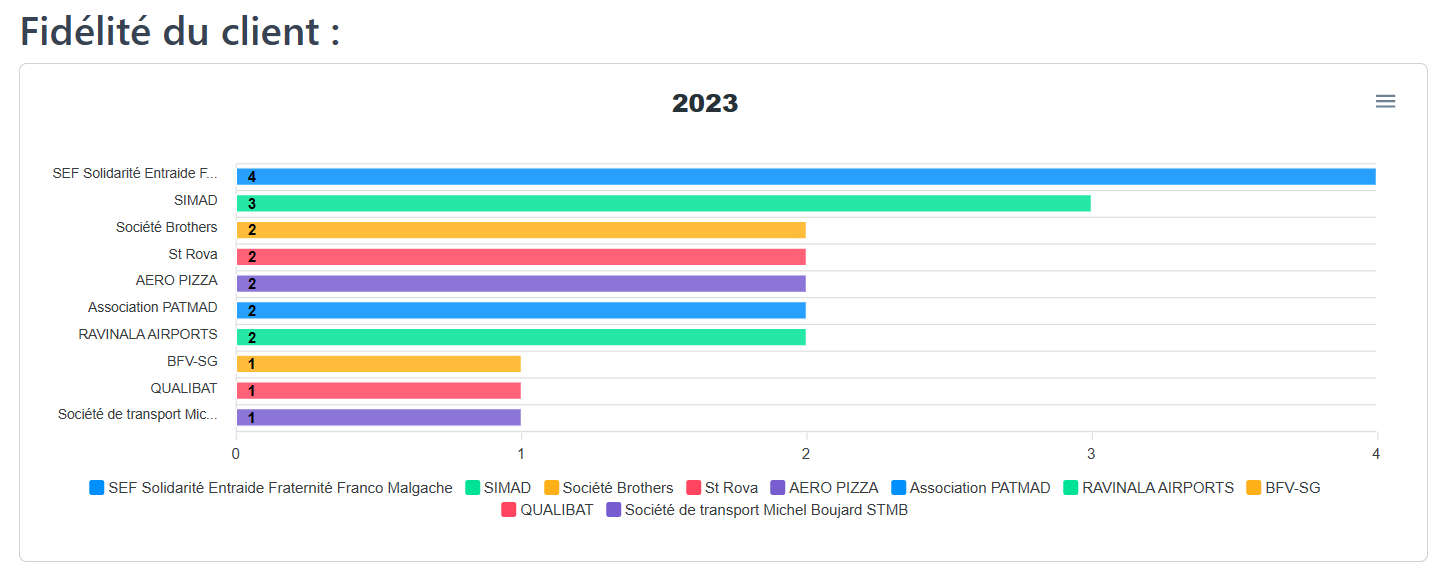 Fidélité du client :
2023
SEF Solidarité Entraide F... 4
SIMAD 3
Société Brothers 2
St Rova 2
AERO PIZZA 2
Association PATMAD 2
RAVINALA AIRPORTS 2
BFV-SG 1
QUALIBAT 1
Société de transport Mic... 1
0 1 2 3 4
SEF Solidarité Entraide Fraternité Franco Malgache SIMAD Société Brothers St Rova AERO PIZZA Association PATMAD RAVINALA AIRPORTS BFV-SG
QUALIBAT Société de transport Michel Boujard STMB